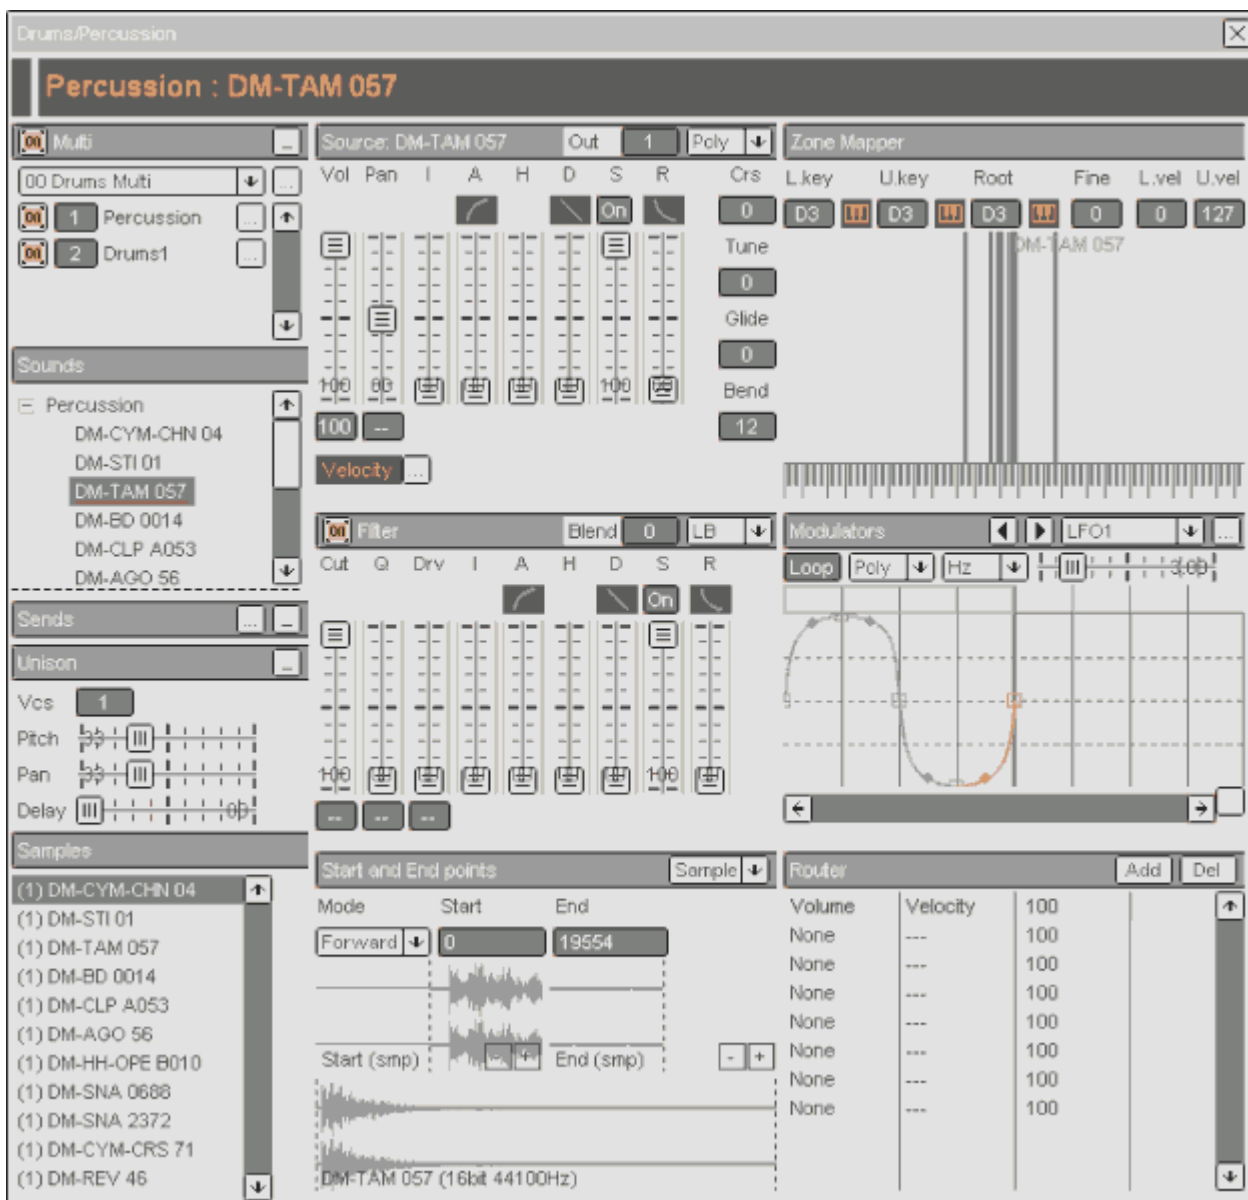 Drums/Percussion
Percussion : DM-TAM 057
on Multi
00 Drums Multi
on 1 Percussion
on 2 Drums1
Sounds
Percussion
DM-CYM-CHN 04
DM-STI 01
DM-TAM 057
DM-BD 0014
DM-CLP A053
DM-AGO 56
Sends
Unison
Vcs 1
Pitch 33
Pan 33
Delay 00
Samples
(1) DM-CYM-CHN 04
(1) DM-STI 01
(1) DM-TAM 057
(1) DM-BD 0014
(1) DM-CLP A053
(1) DM-AGO 56
(1) DM-HH-OPE B010
(1) DM-SNA 0688
(1) DM-SNA 2372
(1) DM-CYM-CRS 71
(1) DM-REV 46
Source: DM-TAM 057 Out 1 Poly
Vol Pan I A H D S R Crs
On 0
Tune
0
Glide
0
Bend
100 100
100 -- 12
Velocity ...
on Filter Blend 0 LB
Cut Q Drv I A H D S R
On
100 100
-- -- --
Start and End points Sample
Mode Start End
Forward 0 19554
Start (smp) - + End (smp) - +
DM-TAM 057 (16bit 44100Hz)
Zone Mapper
L.key U.key Root Fine L.vel U.vel
D3 D3 D3 0 0 127
DM-TAM 057
Modulators LFO1 ...
Loop Poly Hz 3.00
Router Add Del
Volume Velocity 100
None --- 100
None --- 100
None --- 100
None --- 100
None --- 100
None --- 100
None --- 100